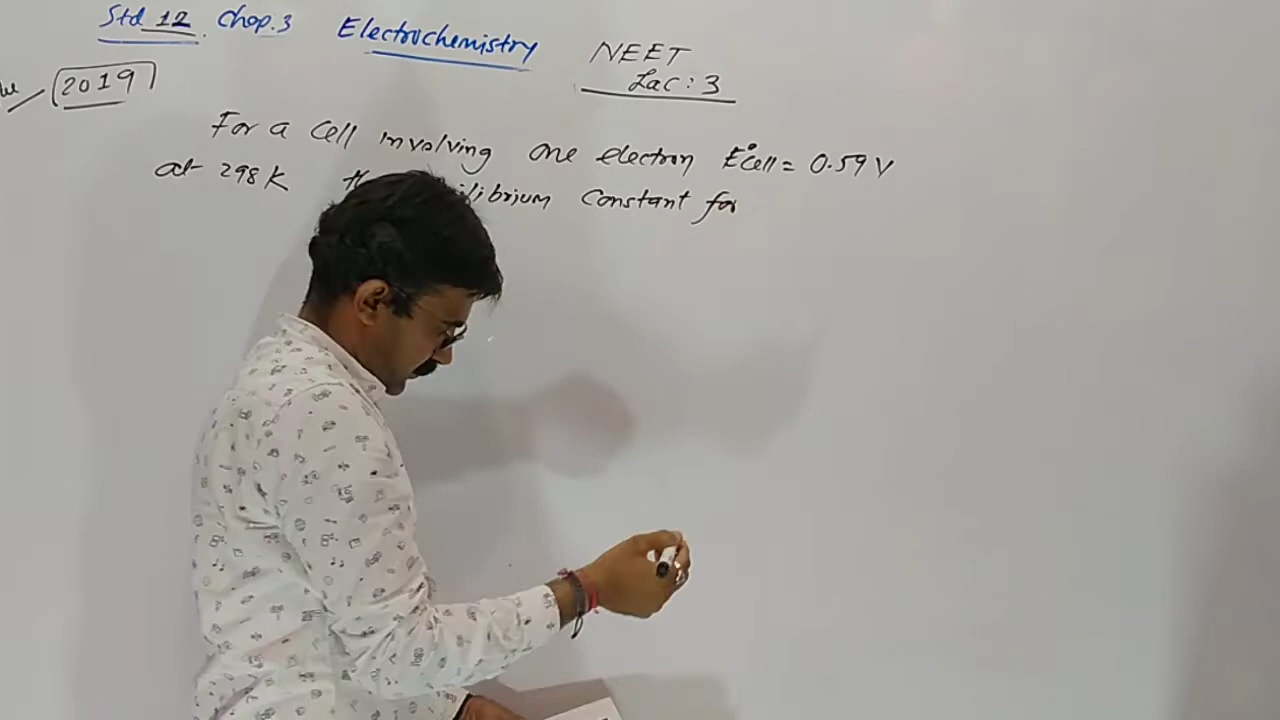 Std 12. Chap.3 Electrochemistry NEET
Lac: 3
2019
For a Cell involving One electron E°Cell = 0.59 V
at 298 K Constant for